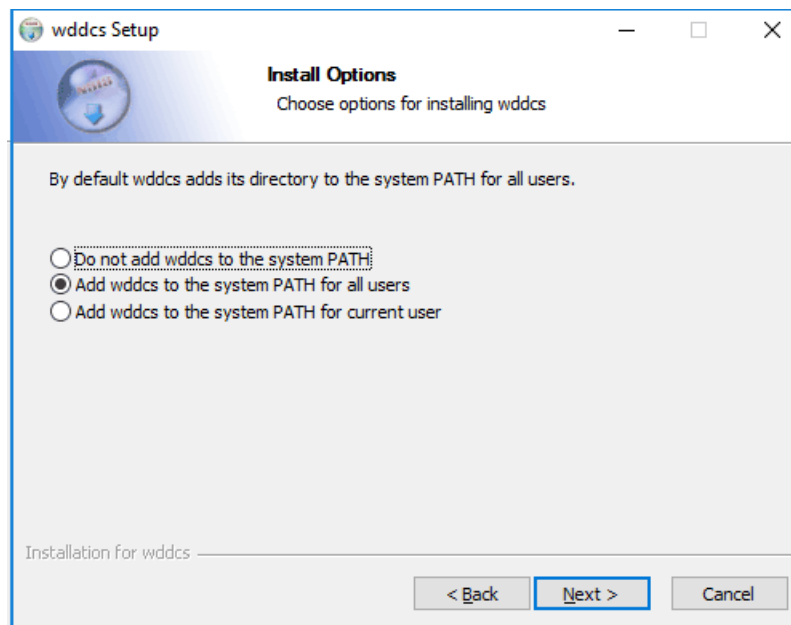 wddcs Setup
Install Options
Choose options for installing wddcs
By default wddcs adds its directory to the system PATH for all users.
Do not add wddcs to the system PATH
Add wddcs to the system PATH for all users
Add wddcs to the system PATH for current user
Installation for wddcs
< Back
Next >
Cancel